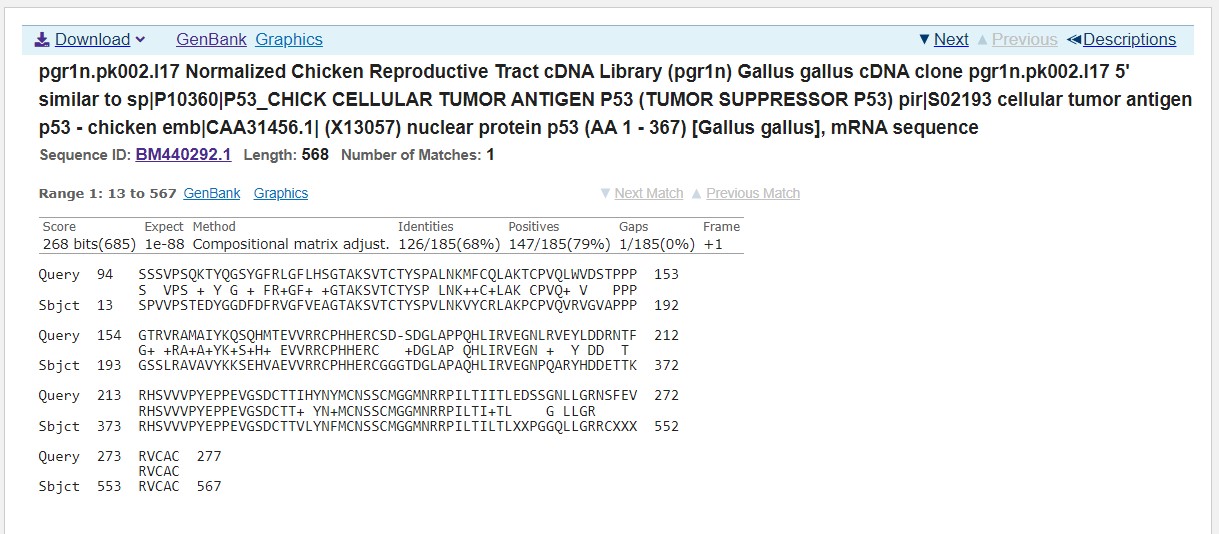 Download GenBank Graphics Next Previous Descriptions
pgr1n.pk002.l17 Normalized Chicken Reproductive Tract cDNA Library (pgr1n) Gallus gallus cDNA clone pgr1n.pk002.l17 5'
similar to sp|P10360|P53_CHICK CELLULAR TUMOR ANTIGEN P53 (TUMOR SUPPRESSOR P53) pir|S02193 cellular tumor antigen
p53 - chicken emb|CAA31456.1| (X13057) nuclear protein p53 (AA 1 - 367) [Gallus gallus], mRNA sequence
Sequence ID: BM440292.1 Length: 568 Number of Matches: 1
Range 1: 13 to 567 GenBank Graphics Next Match Previous Match
Score Expect Method Identities Positives Gaps Frame
268 bits(685) 1e-88 Compositional matrix adjust. 126/185(68%) 147/185(79%) 1/185(0%) +1
Query 94 SSSVPSQKTYQGSYGFRLGFLHSGTAKSVTCTYSPALNKMFCQLAKTCPVQLWVDSTPPP 153
S VPS + Y G + FR+GF+ +GTAKSVTCTYSP LNK++C+LAK CPVQ+ V PPP
Sbjct 13 SPVVPSTEDYGGDFDFRVGFVEAGTAKSVTCTYSPVLNKVYCRLAKPCPVQVRVGVAPPP 192
Query 154 GTRVRAMAIYKQSQHMTEVVRRCPHHERCSD-SDGLAPPQHLIRVEGNLRVEYLDDRNTF 212
G+ +RA+A+YK+S+H+ EVVRRCPHHERC +DGLAP QHLIRVEGN + Y DD T
Sbjct 193 GSSLRAVAVYKKSEHVAEVVRRCPHHERCGGGTDGLAPAQHLIRVEGNPQARYHDDETTK 372
Query 213 RHSVVVPYEPPEVGSDCTTIHYNYMCNSSCMGGMNRRPILTIITLEDSSGNLLGRNSFEV 272
RHSVVVPYEPPEVGSDCTT+ YN+MCNSSCMGGMNRRPILTI+TL G LLGR
Sbjct 373 RHSVVVPYEPPEVGSDCTTVLYNFMCNSSCMGGMNRRPILTILTLXXPGGQLLGRRCXXX 552
Query 273 RVCAC 277
RVCAC
Sbjct 553 RVCAC 567